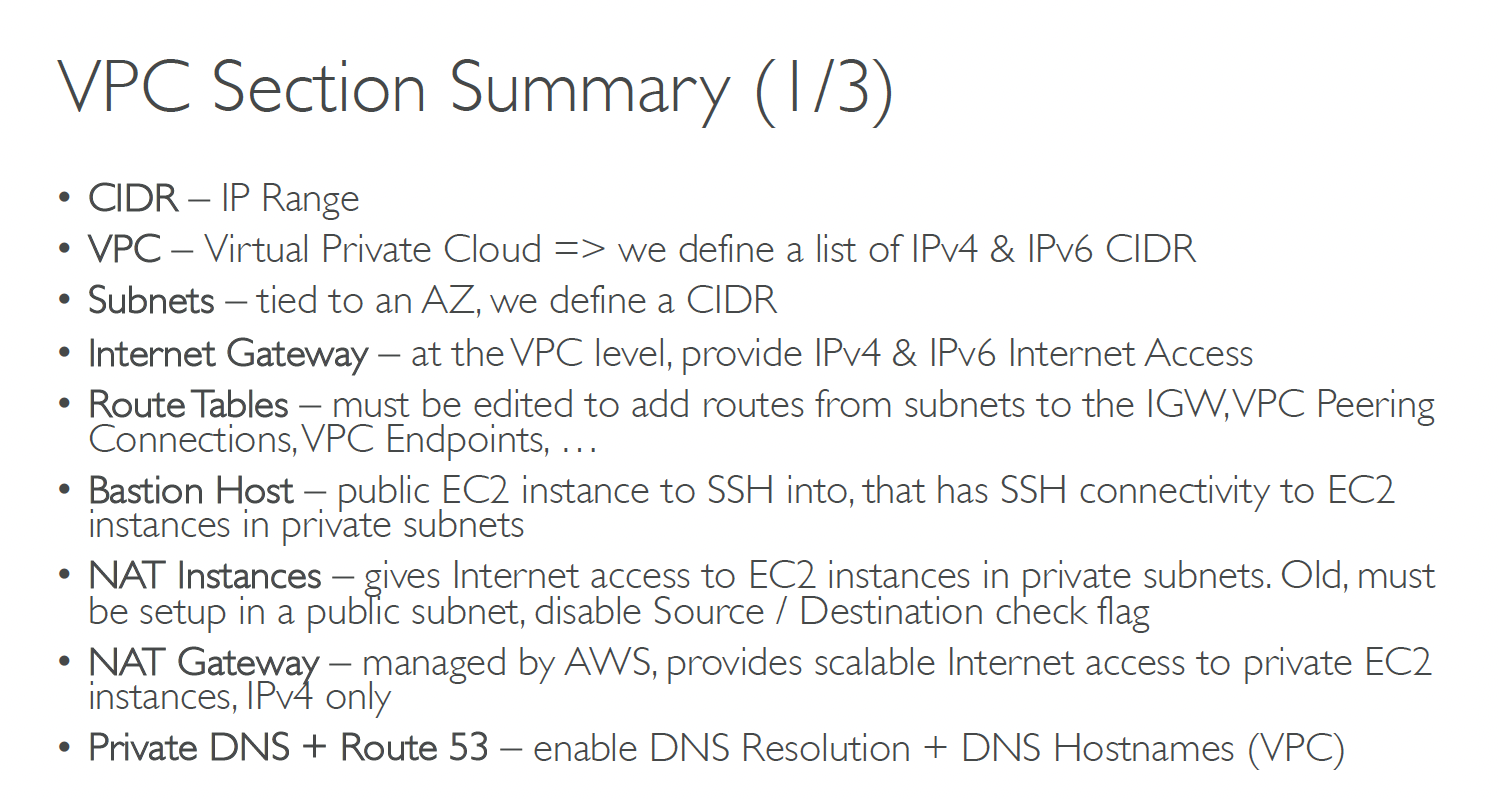 VPC Section Summary (1/3)
• CIDR – IP Range
• VPC – Virtual Private Cloud => we define a list of IPv4 & IPv6 CIDR
• Subnets – tied to an AZ, we define a CIDR
• Internet Gateway – at the VPC level, provide IPv4 & IPv6 Internet Access
• Route Tables – must be edited to add routes from subnets to the IGW, VPC Peering
Connections, VPC Endpoints, …
• Bastion Host – public EC2 instance to SSH into, that has SSH connectivity to EC2
instances in private subnets
• NAT Instances – gives Internet access to EC2 instances in private subnets. Old, must
be setup in a public subnet, disable Source / Destination check flag
• NAT Gateway – managed by AWS, provides scalable Internet access to private EC2
instances, IPv4 only
• Private DNS + Route 53 – enable DNS Resolution + DNS Hostnames (VPC)